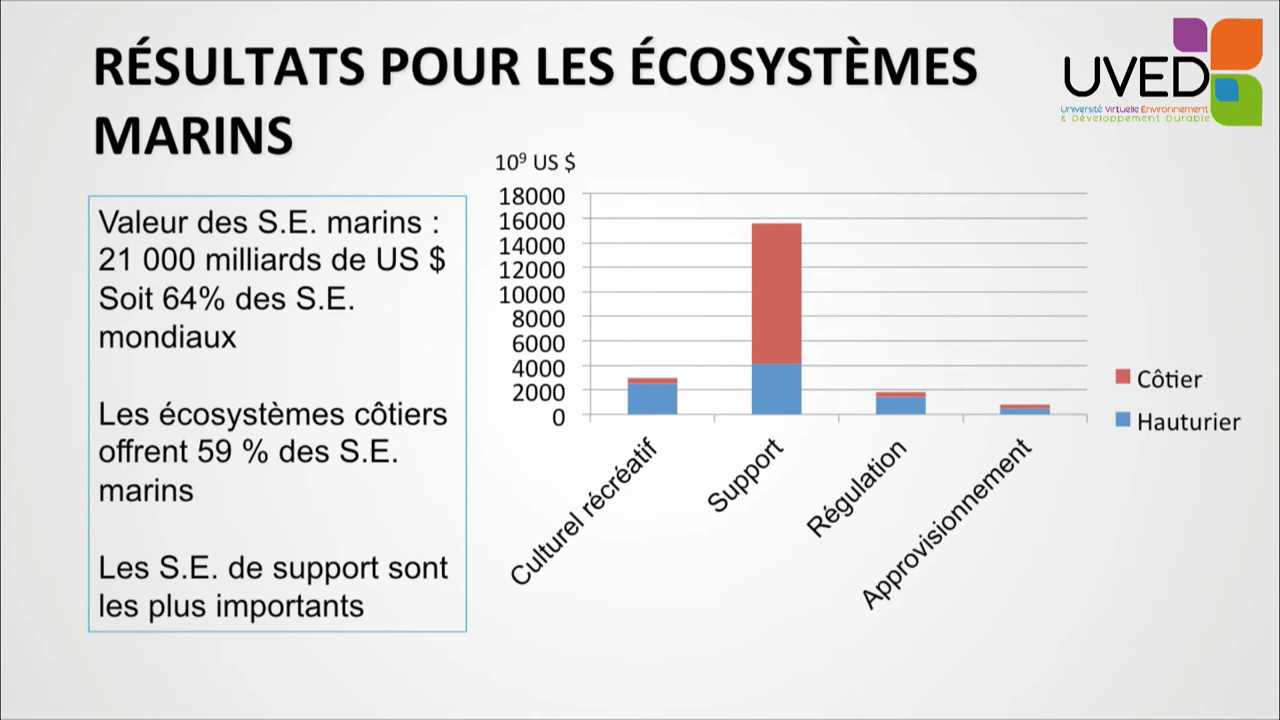 RÉSULTATS POUR LES ÉCOSYSTÈMES
MARINS
UVED
Université Virtuelle Environnement
& Développement Durable
Valeur des S.E. marins :
21 000 milliards de US $
Soit 64% des S.E.
mondiaux
Les écosystèmes côtiers
offrent 59 % des S.E.
marins
Les S.E. de support sont
les plus importants
10⁹ US $
18000
16000
14000
12000
10000
8000
6000
4000
2000
0
Culturel récréatif
Support
Régulation
Approvisionnement
Côtier
Hauturier